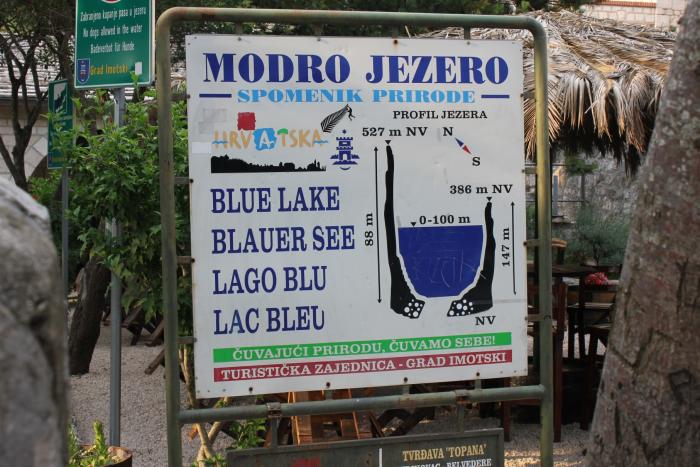 Zabranjeno kupanje pasa u jezeru
No dogs allowed in the water
Badeverbot für Hunde
Grad Imotski
MODRO JEZERO
SPOMENIK PRIRODE
HRVATSKA
PROFIL JEZERA
527 m NV
N
S
386 m NV
BLUE LAKE
BLAUER SEE
LAGO BLU
LAC BLEU
88 m
0-100 m
147 m
NV
ČUVAJUĆI PRIRODU, ČUVAMO SEBE!
TURISTIČKA ZAJEDNICA - GRAD IMOTSKI
TVRĐAVA "TOPANA"
BELVEDERE